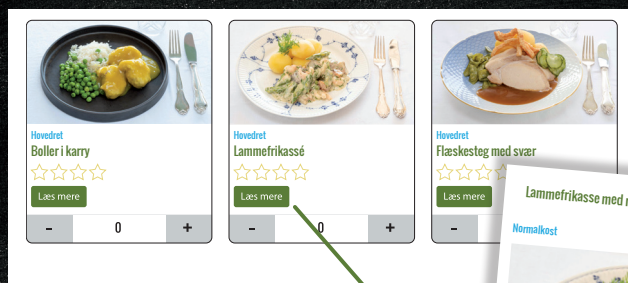 Hovedret
Boller i karry
Læs mere
- 0 +
Hovedret
Lammefrikassé
Læs mere
- 0 +
Hovedret
Flæskesteg med svær
Læs mere
-
Lammefrikasse med
Normalkost